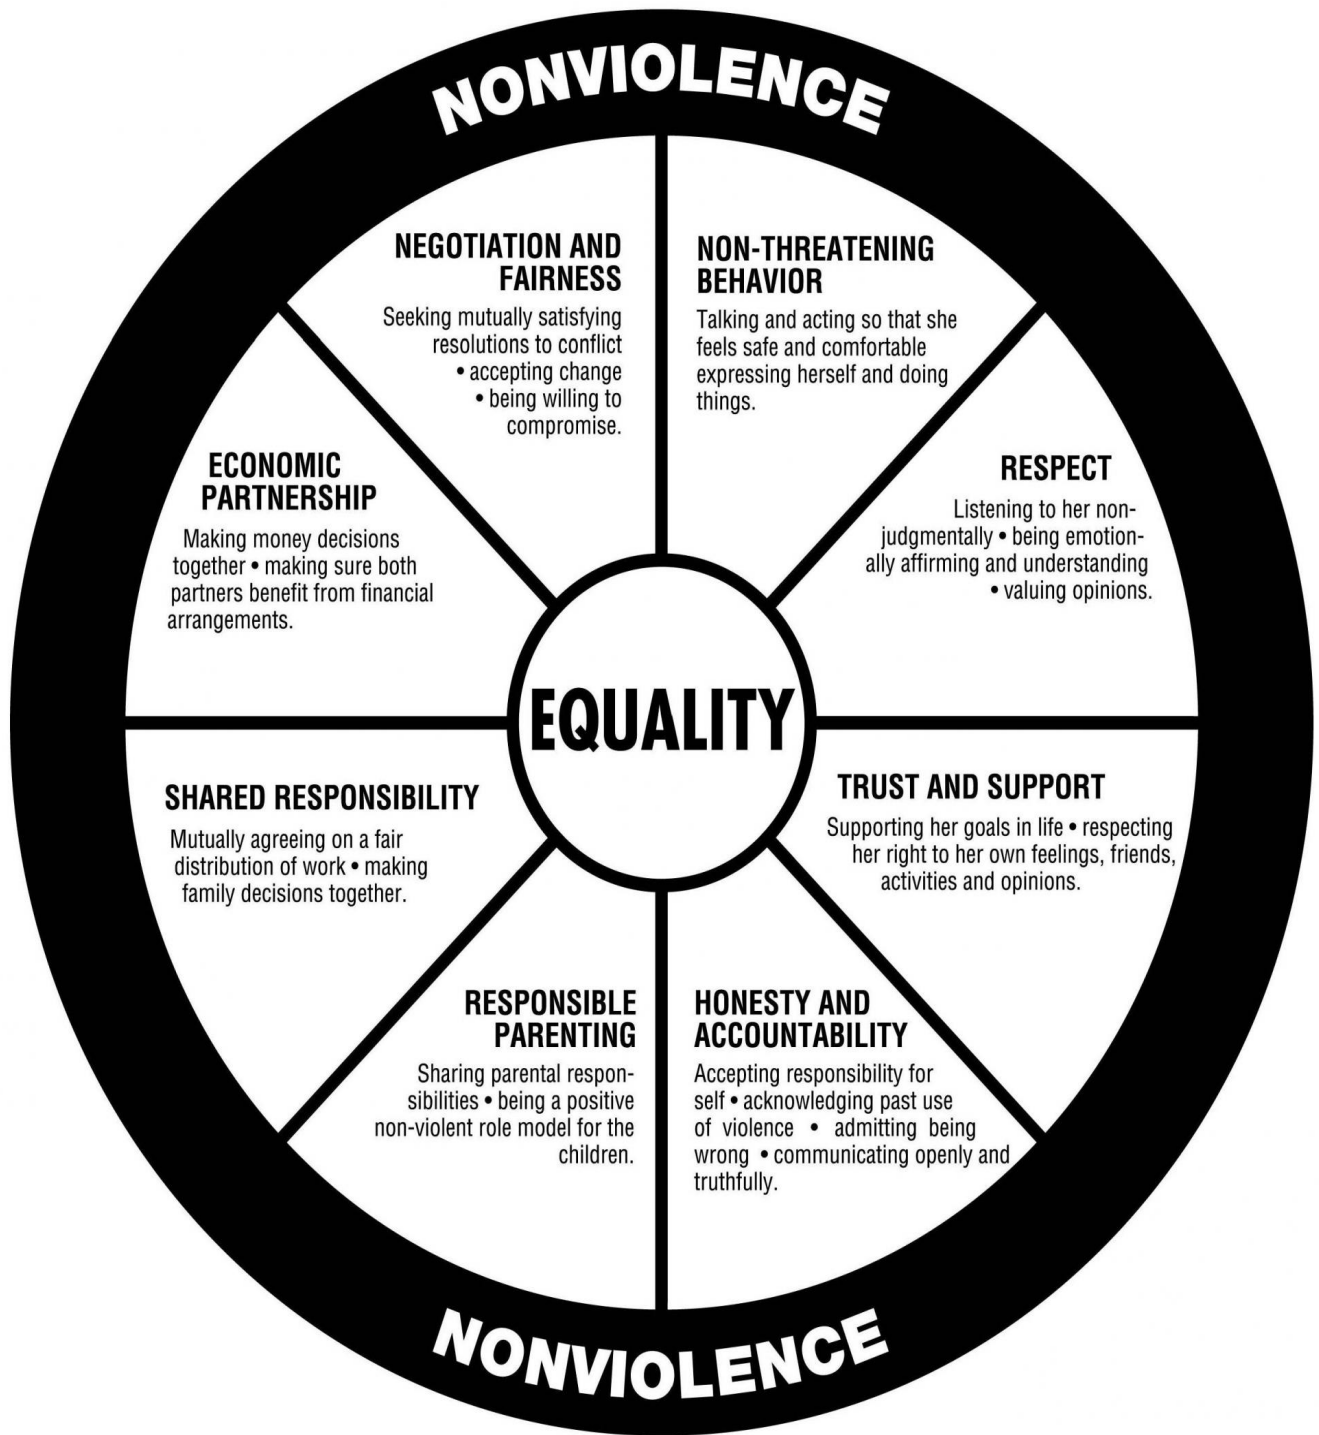 NONVIOLENCE
NEGOTIATION AND
FAIRNESS
Seeking mutually satisfying
resolutions to conflict
• accepting change
• being willing to
compromise.
NON-THREATENING
BEHAVIOR
Talking and acting so that she
feels safe and comfortable
expressing herself and doing
things.
ECONOMIC
PARTNERSHIP
Making money decisions
together • making sure both
partners benefit from financial
arrangements.
RESPECT
Listening to her non-
judgmentally • being emotion-
ally affirming and understanding
• valuing opinions.
EQUALITY
SHARED RESPONSIBILITY
Mutually agreeing on a fair
distribution of work • making
family decisions together.
TRUST AND SUPPORT
Supporting her goals in life • respecting
her right to her own feelings, friends,
activities and opinions.
RESPONSIBLE
PARENTING
Sharing parental respon-
sibilities • being a positive
non-violent role model for the
children.
HONESTY AND
ACCOUNTABILITY
Accepting responsibility for
self • acknowledging past use
of violence • admitting being
wrong • communicating openly and
truthfully.
NONVIOLENCE